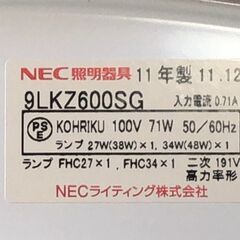 NEC 照明器具 11年製 11.12
9LKZ600SG 入力電流 0.71A
PS E KOHRIKU 100V 71W 50/60Hz
ランプ 27W(38W)×1, 34W(48W)×1
ランプ FHC27×1, FHC34×1 二次 191V
高力率形
NECライティング株式会社